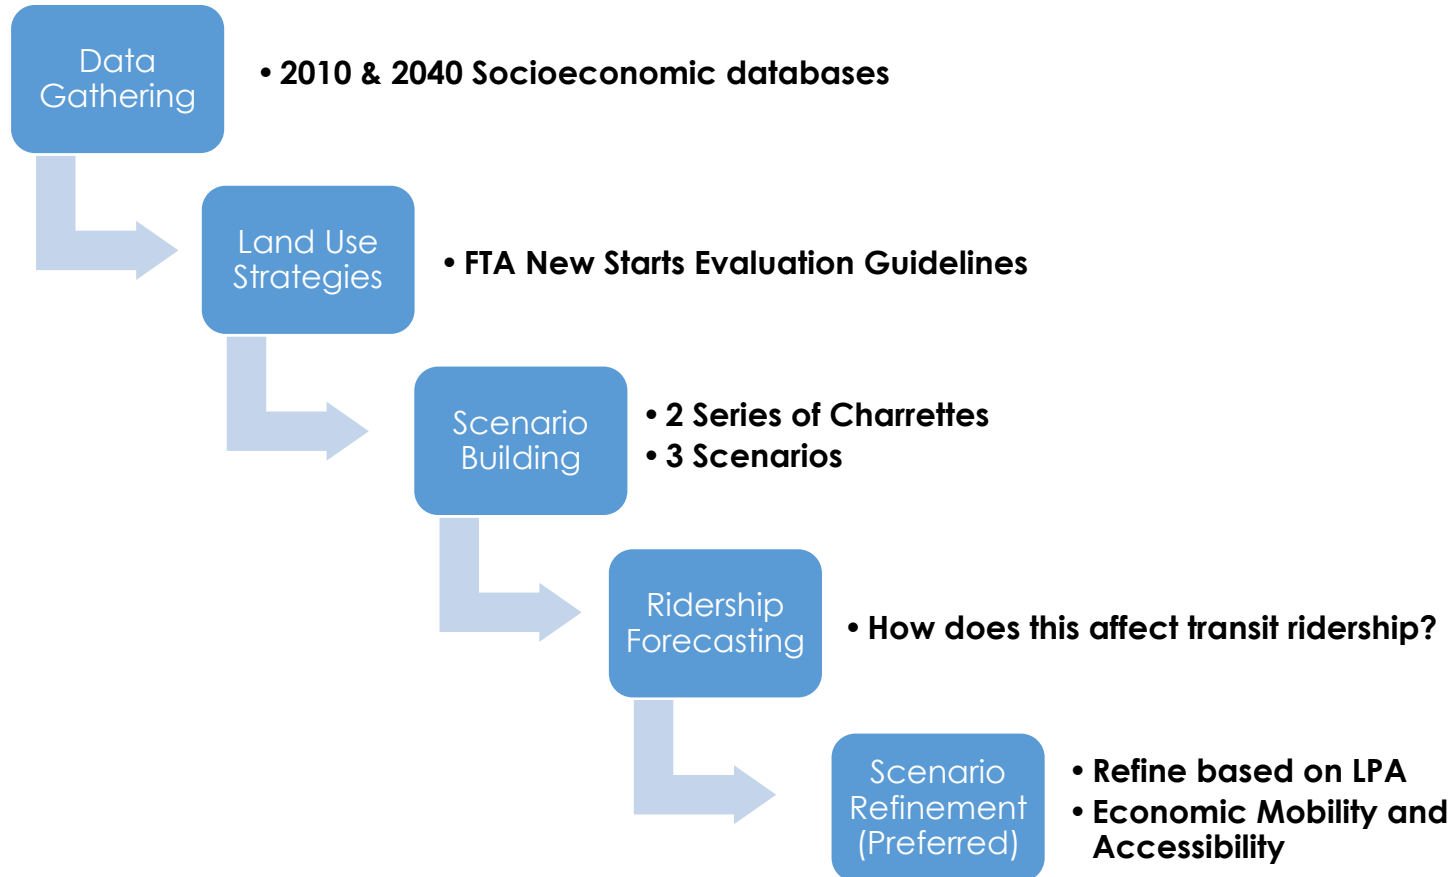 Data
Gathering
• 2010 & 2040 Socioeconomic databases
Land Use
Strategies
• FTA New Starts Evaluation Guidelines
Scenario
Building
• 2 Series of Charrettes
• 3 Scenarios
Ridership
Forecasting
• How does this affect transit ridership?
Scenario
Refinement
(Preferred)
• Refine based on LPA
• Economic Mobility and
Accessibility